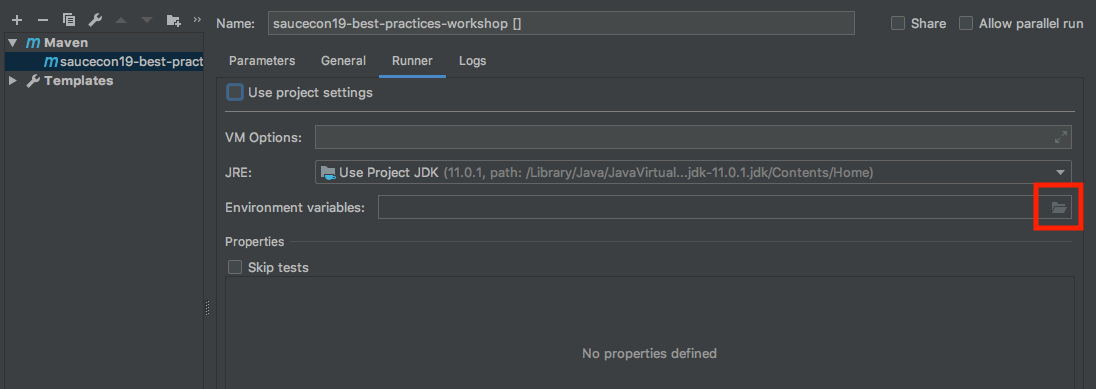 Name: saucecon19-best-practices-workshop []
Share
Allow parallel run
Maven
saucecon19-best-pract
Templates
Parameters General Runner Logs
Use project settings
VM Options:
JRE: Use Project JDK (11.0.1, path: /Library/Java/JavaVirtual...jdk-11.0.1.jdk/Contents/Home)
Environment variables:
Properties
Skip tests
No properties defined